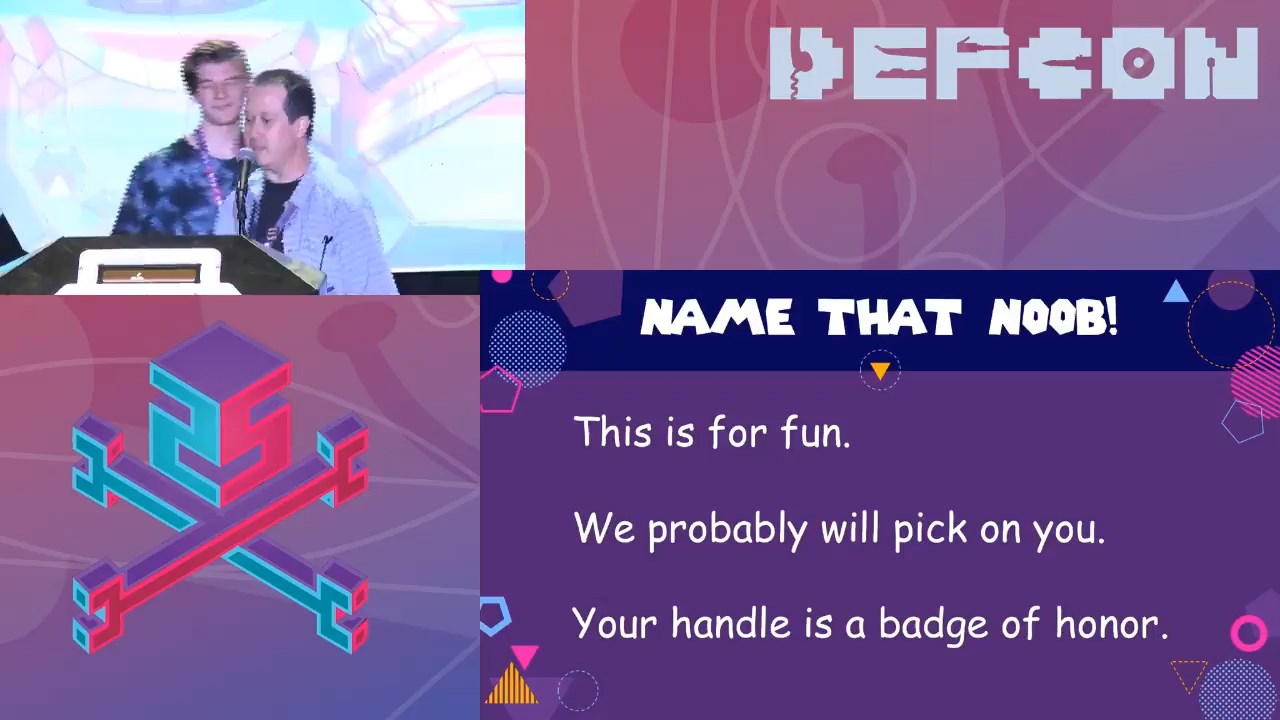 DEFCON
NAME THAT NOOB!
This is for fun.
We probably will pick on you.
Your handle is a badge of honor.